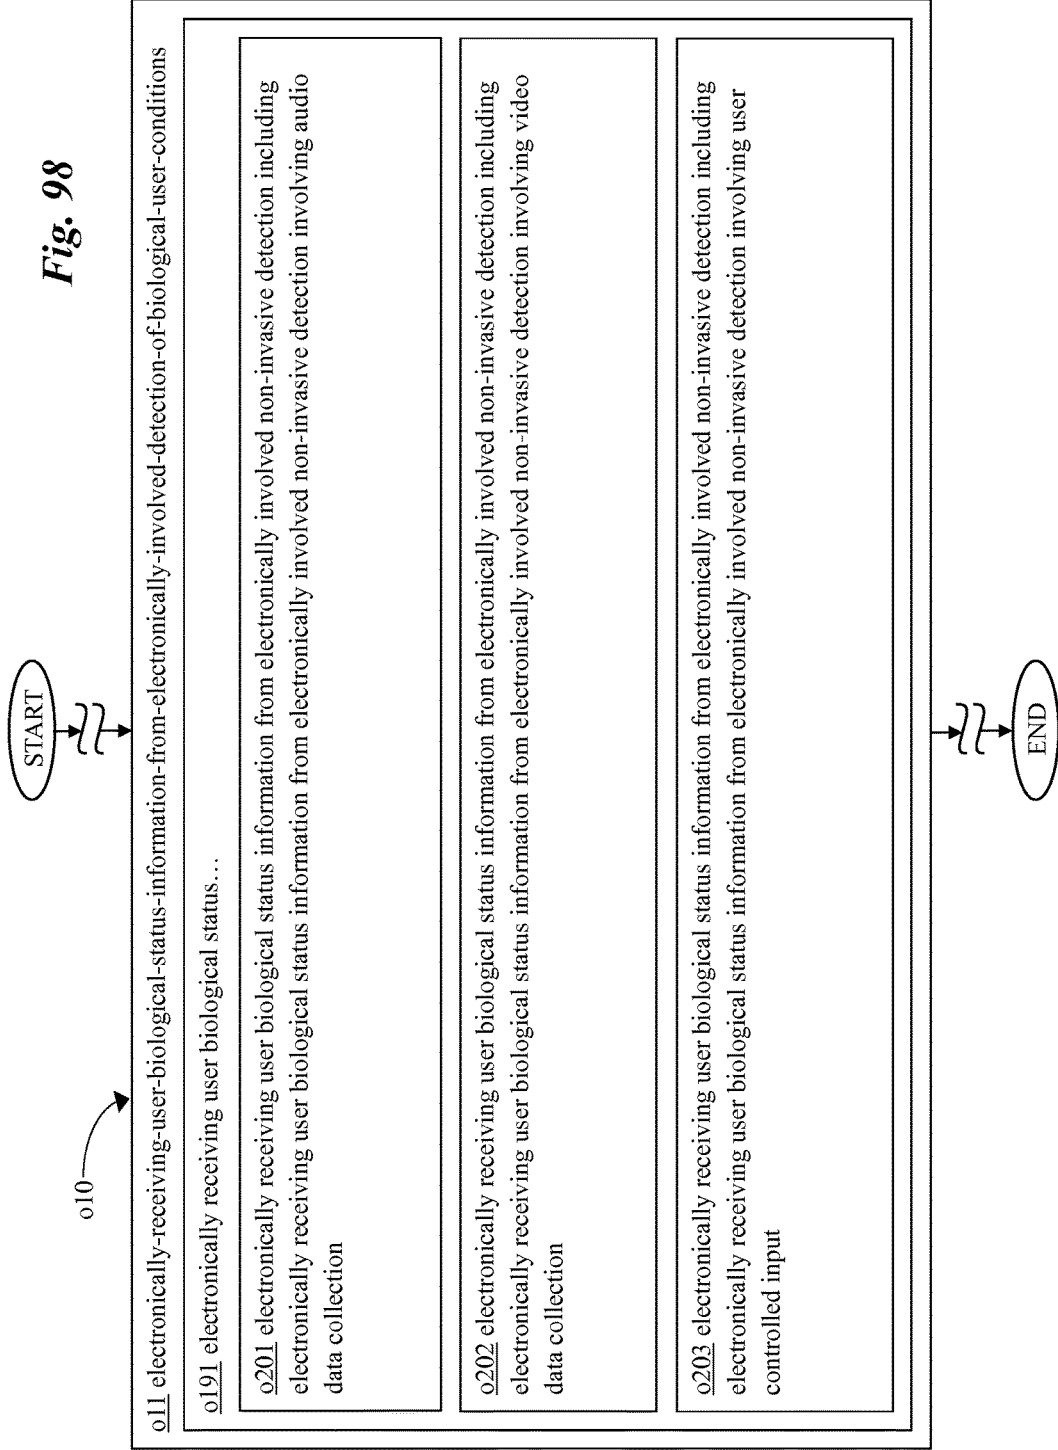 Fig. 98
START
o10
o11 electronically-receiving-user-biological-status-information-from-electronically-involved-detection-of-biological-user-conditions
o191 electronically receiving user biological status…
o201 electronically receiving user biological status information from electronically involved non-invasive detection including
electronically receiving user biological status information from electronically involved non-invasive detection involving audio
data collection
o202 electronically receiving user biological status information from electronically involved non-invasive detection including
electronically receiving user biological status information from electronically involved non-invasive detection involving video
data collection
o203 electronically receiving user biological status information from electronically involved non-invasive detection including
electronically receiving user biological status information from electronically involved non-invasive detection involving user
controlled input
END